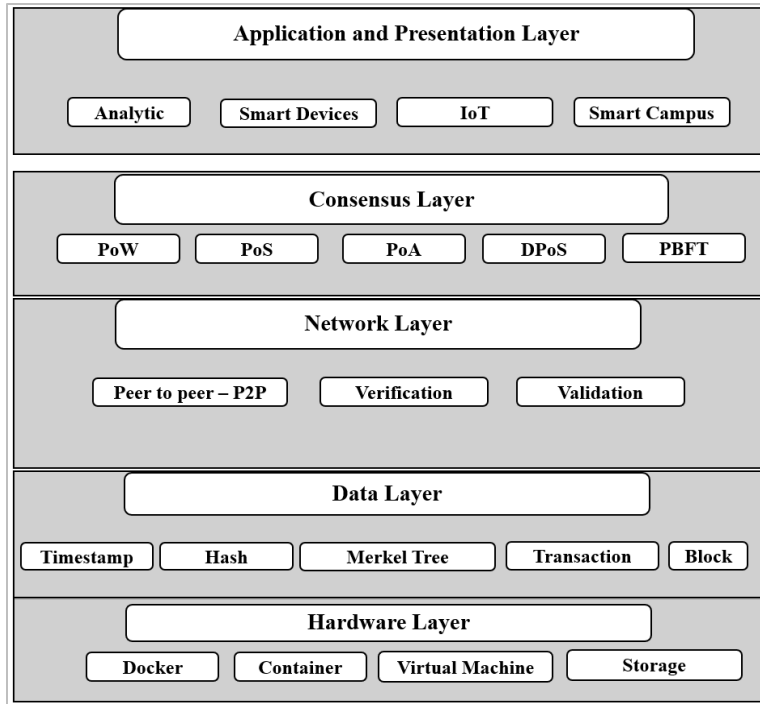 Application and Presentation Layer
Analytic
Smart Devices
IoT
Smart Campus
Consensus Layer
PoW
PoS
PoA
DPoS
PBFT
Network Layer
Peer to peer – P2P
Verification
Validation
Data Layer
Timestamp
Hash
Merkel Tree
Transaction
Block
Hardware Layer
Docker
Container
Virtual Machine
Storage